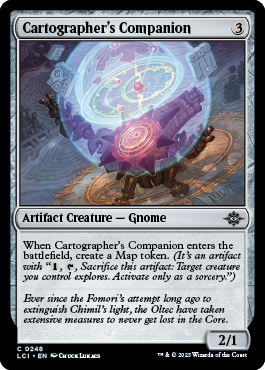 Cartographer's Companion 3
Artifact Creature — Gnome
When Cartographer's Companion enters the
battlefield, create a Map token. (It's an artifact
with "1, T, Sacrifice this artifact: Target creature
you control explores. Activate only as a sorcery.")
Ever since the Fomori's attempt long ago to
extinguish Chimil's light, the Oltec have taken
extensive measures to never get lost in the Core.
2/1
C 0248
LCI • EN Chuck Lukacs
™ & © 2023 Wizards of the Coast